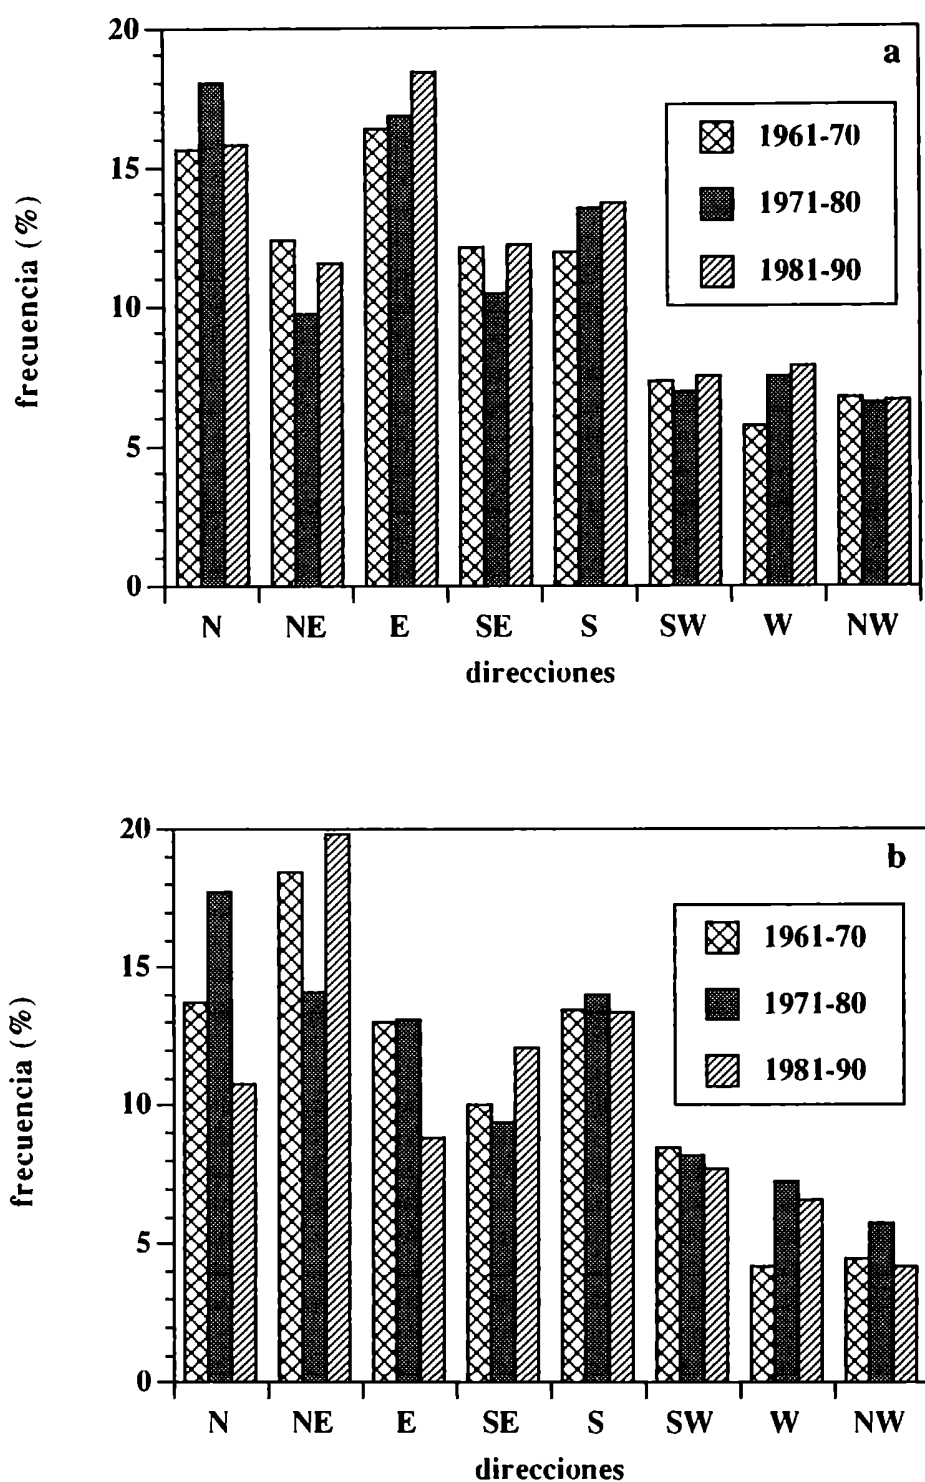 20
15
10
5
0
frecuencia (%)
a
1961-70
1971-80
1981-90
N NE E SE S SW W NW
direcciones
20
15
10
5
0
frecuencia (%)
b
1961-70
1971-80
1981-90
N NE E SE S SW W NW
direcciones